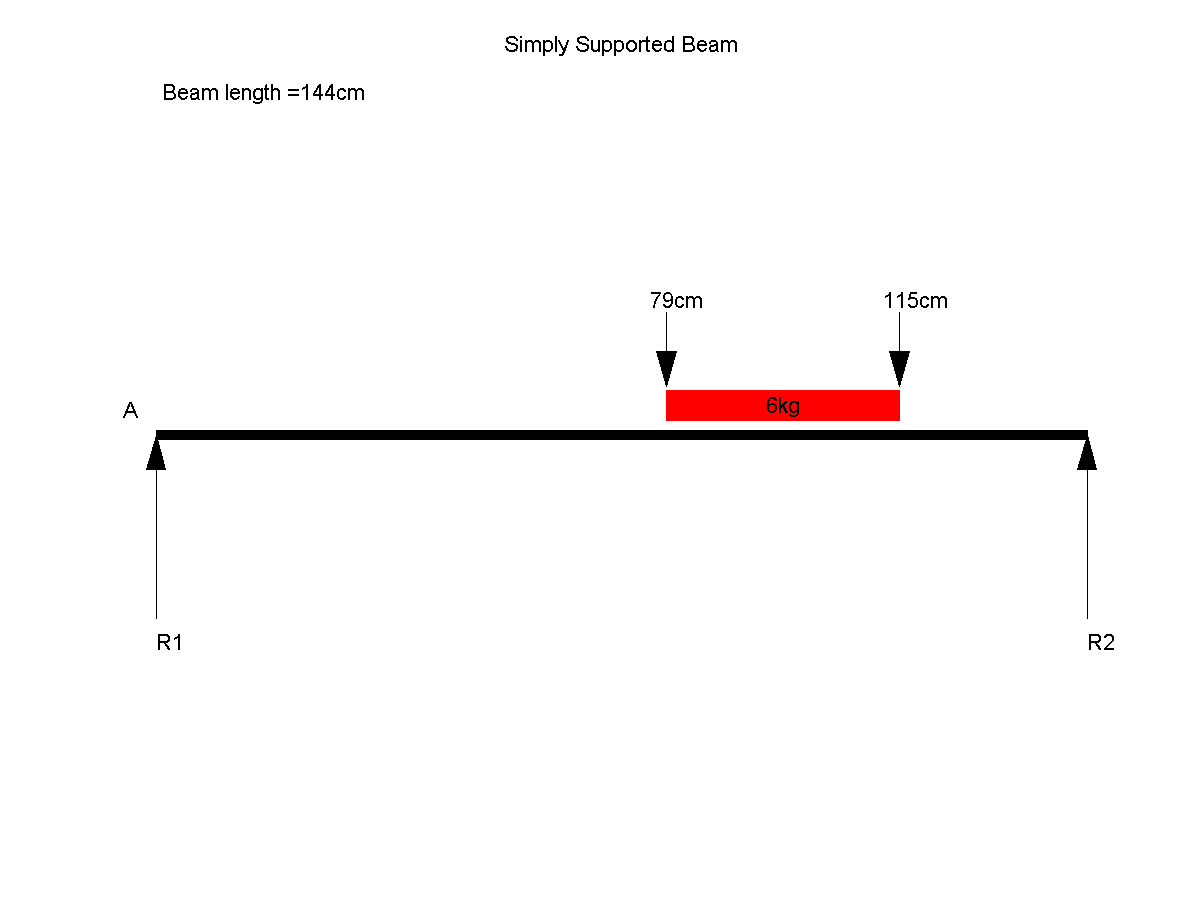 Simply Supported Beam
Beam length =144cm
79cm
115cm
6kg
A
R1
R2